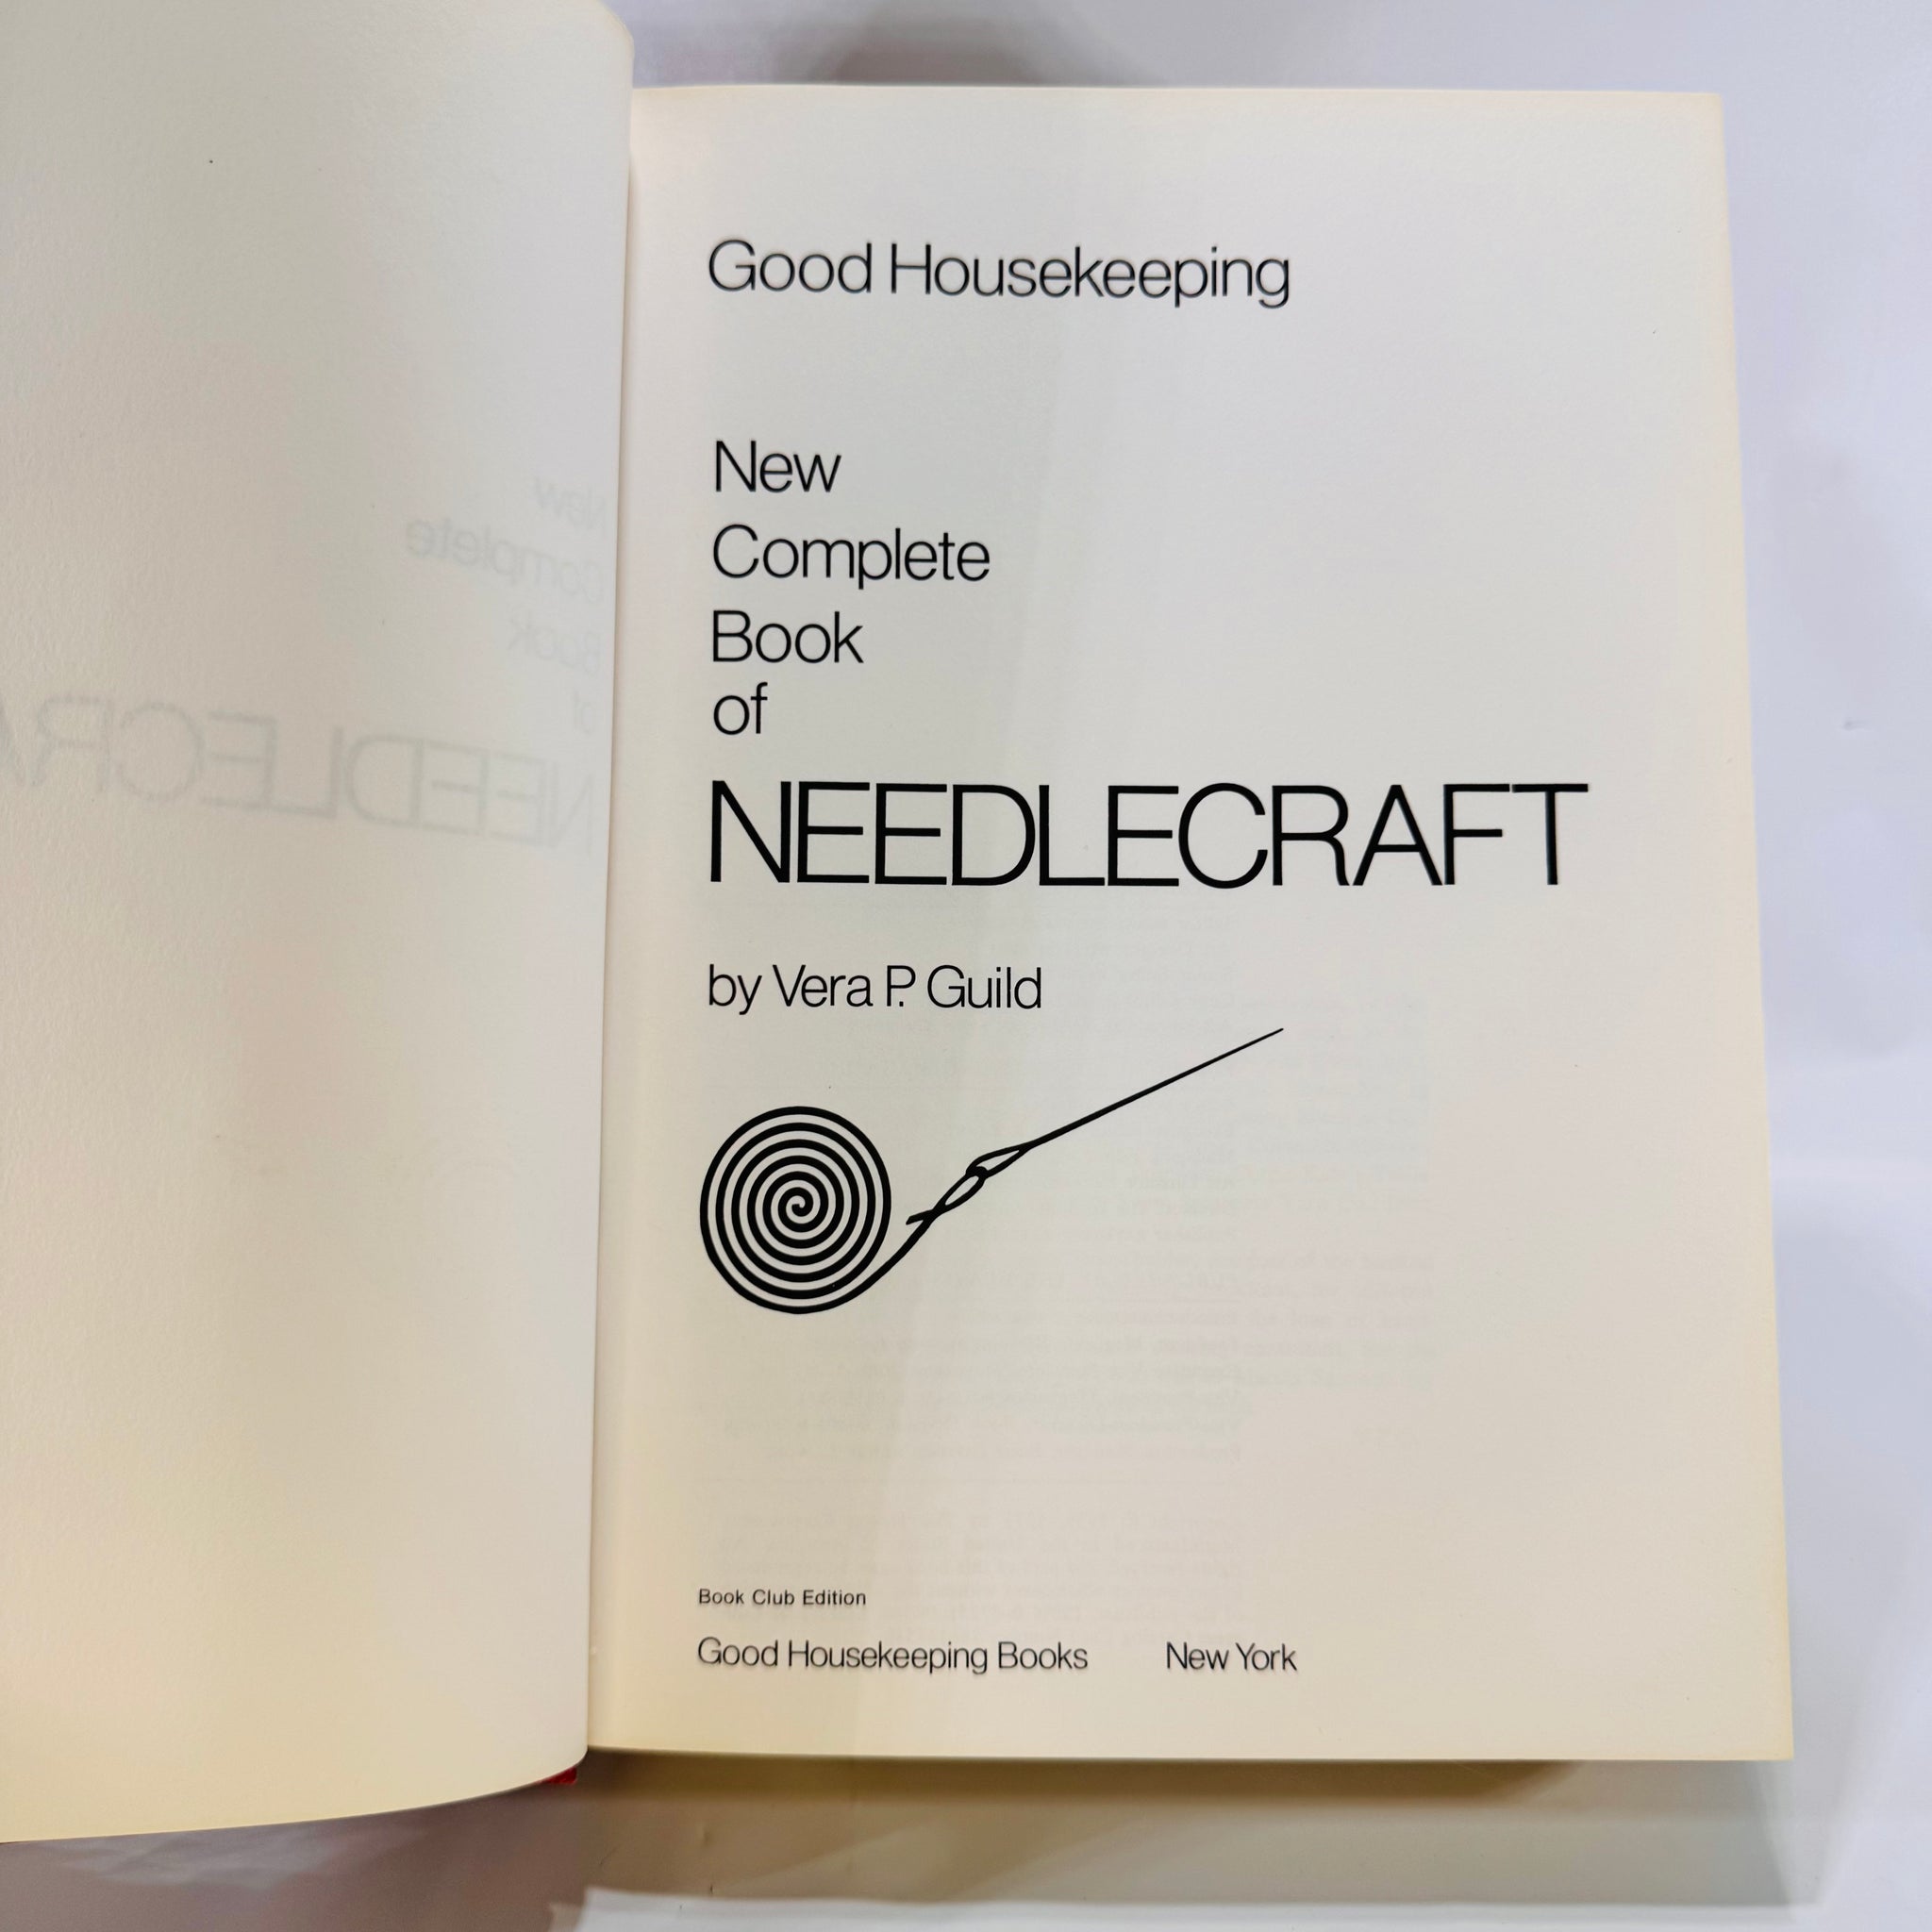 Good Housekeeping
New
Complete
Book
of
NEEDLECRAFT
by Vera P. Guild
Book Club Edition
Good Housekeeping Books New York